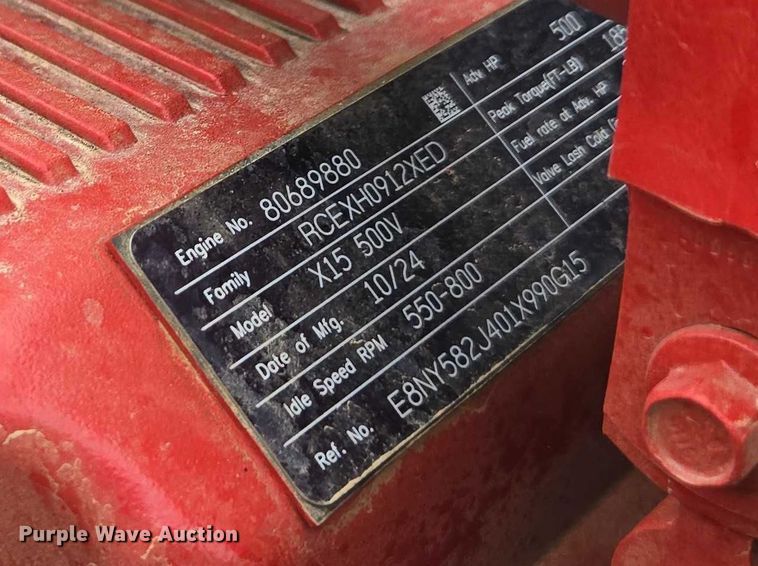 Engine No. 80689880
Family RCEXH0912XED
Model X15 500V
Date of Mfg. 10/24
Idle Speed RPM 550-800
Ref. No. E8NY582J401X990G15
Adv. HP 500
Peak Torque(FT-LB)
Fuel rate at Adv. HP
Valve Lash Cold
Purple Wave Auction